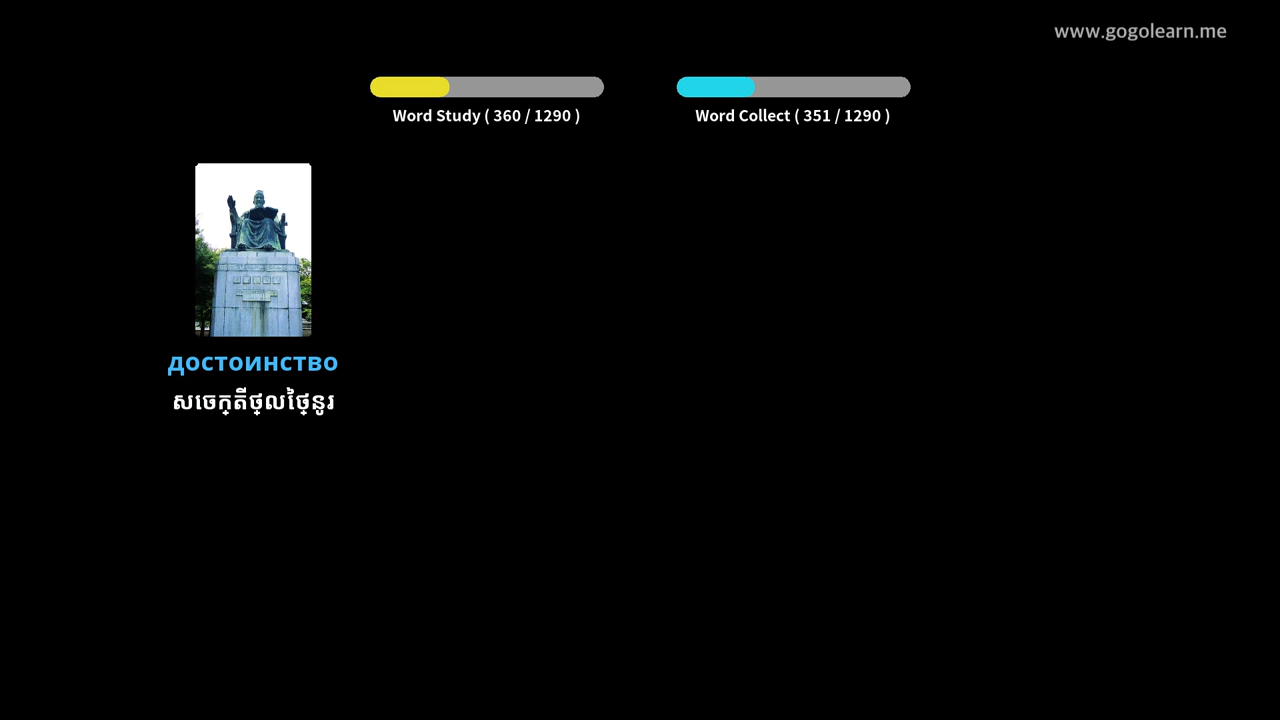 www.gogolearn.me
Word Study ( 360 / 1290 )
Word Collect ( 351 / 1290 )
достоинство
សចេក្តីថ្លថ្លៃនូរ